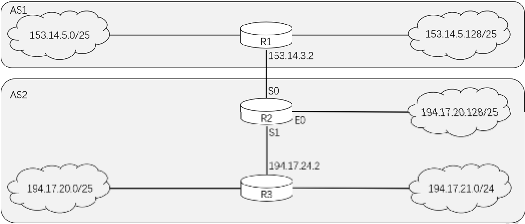 AS1
153.14.5.0/25
R1
153.14.5.128/25
153.14.3.2
AS2
S0
R2
E0
194.17.20.128/25
S1
194.17.24.2
194.17.20.0/25
R3
194.17.21.0/24